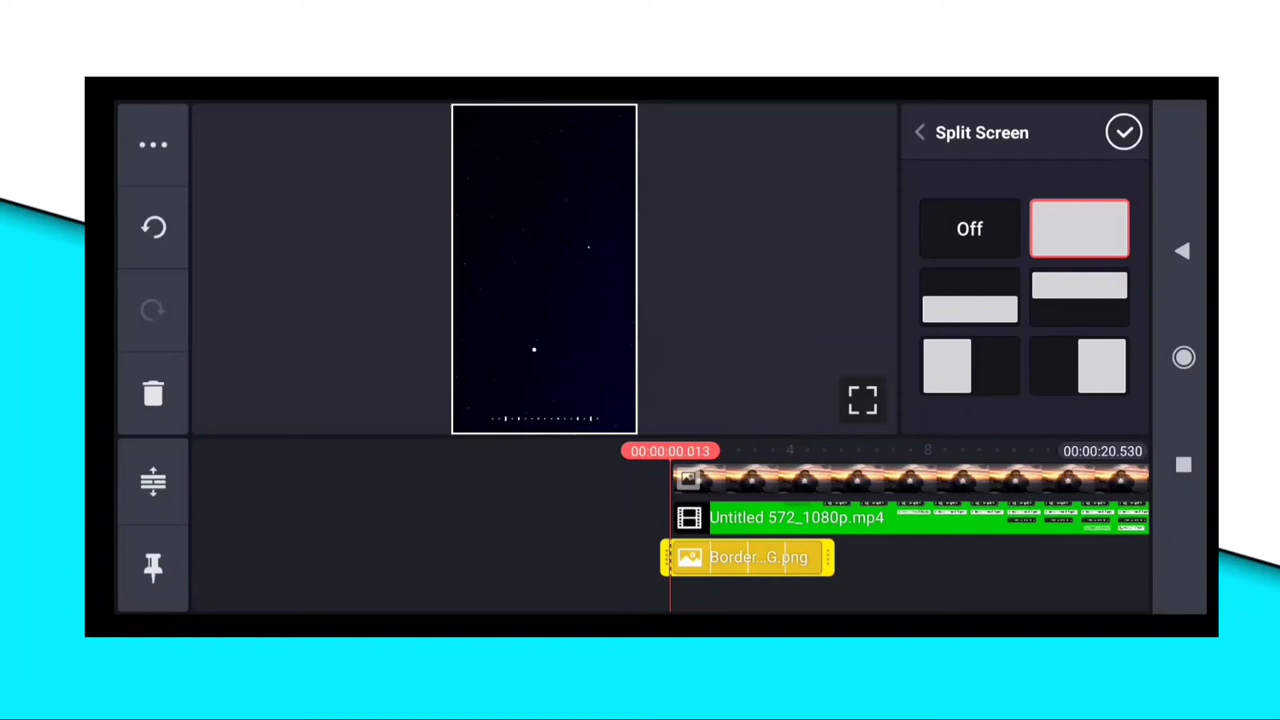 Split Screen
Off
00:00:00.013
4
8
00:00:20.530
Untitled 572_1080p.mp4
Border...G.png